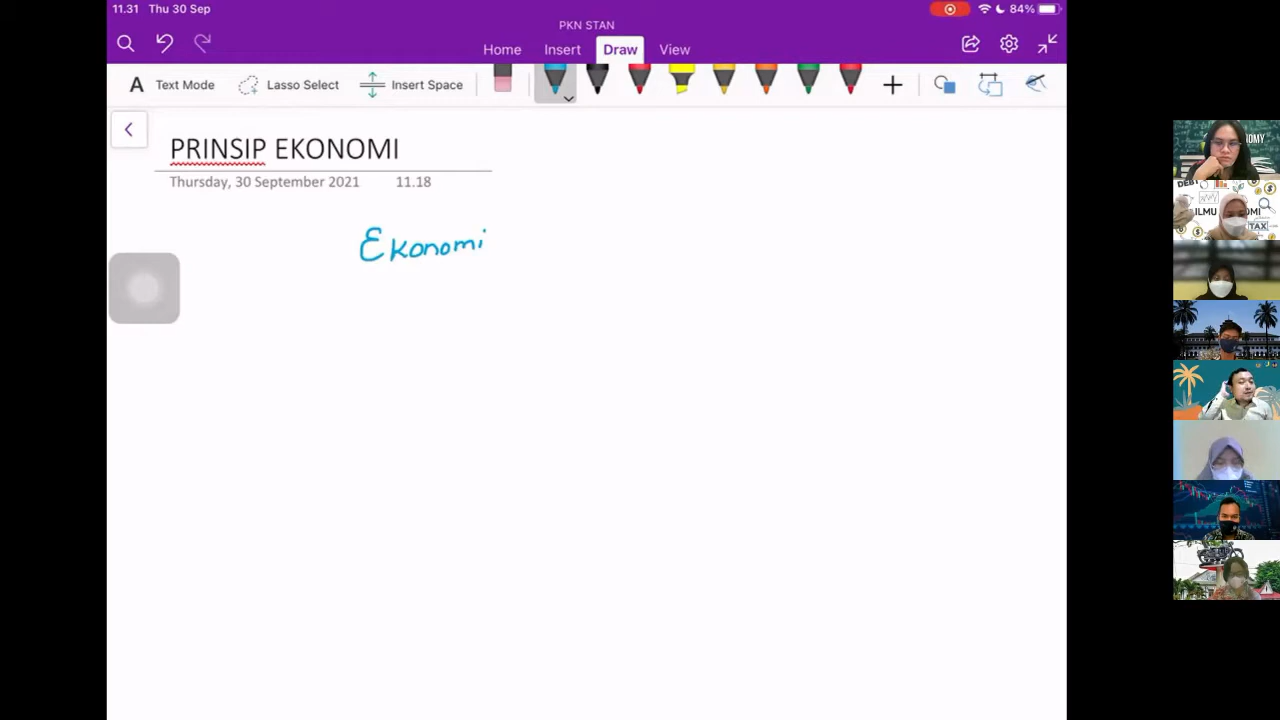 11.31 Thu 30 Sep
84%
PKN STAN
Home Insert Draw View
A Text Mode Lasso Select Insert Space
PRINSIP EKONOMI
Thursday, 30 September 2021 11.18
Ekonomi
DEBT
ILMU
TAX